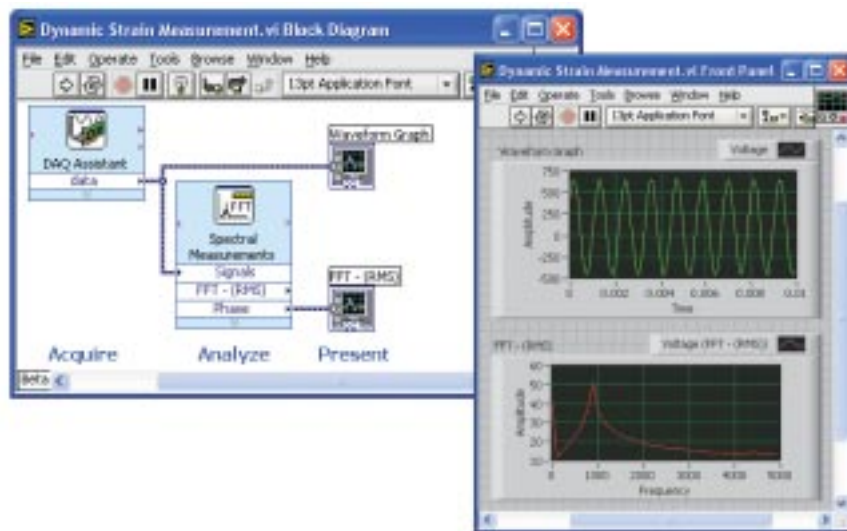 Dynamic Strain Measurement.vi Block Diagram
File Edit Operate Tools Browse Window Help
13pt Application Font
DAQ Assistant
data
Waveform Graph
Spectral
Measurements
Signals
FFT - (RMS)
Phase
FFT - (RMS)
Acquire Analyze Present
Beta
Dynamic Strain Measurement.vi Front Panel
File Edit Operate Tools Browse Window Help
13pt Application Font
Waveform Graph Voltage
Amplitude
750
500
250
0
-250
-500
0 0.002 0.004 0.006 0.008 0.01
Time
FFT - (RMS) Voltage (FFT - (RMS))
Amplitude
60
50
40
30
20
10
0 1000 2000 3000 4000 5000
Frequency